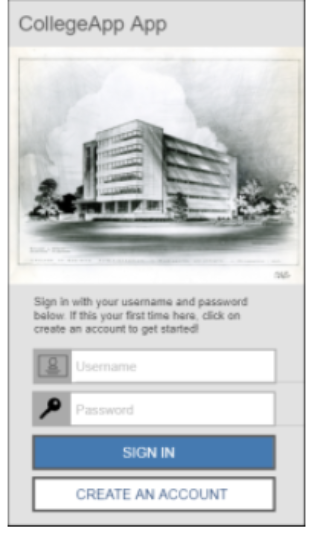 CollegeApp App
Sign in with your username and password
below. If this your first time here, click on
create an account to get started!
Username
Password
SIGN IN
CREATE AN ACCOUNT